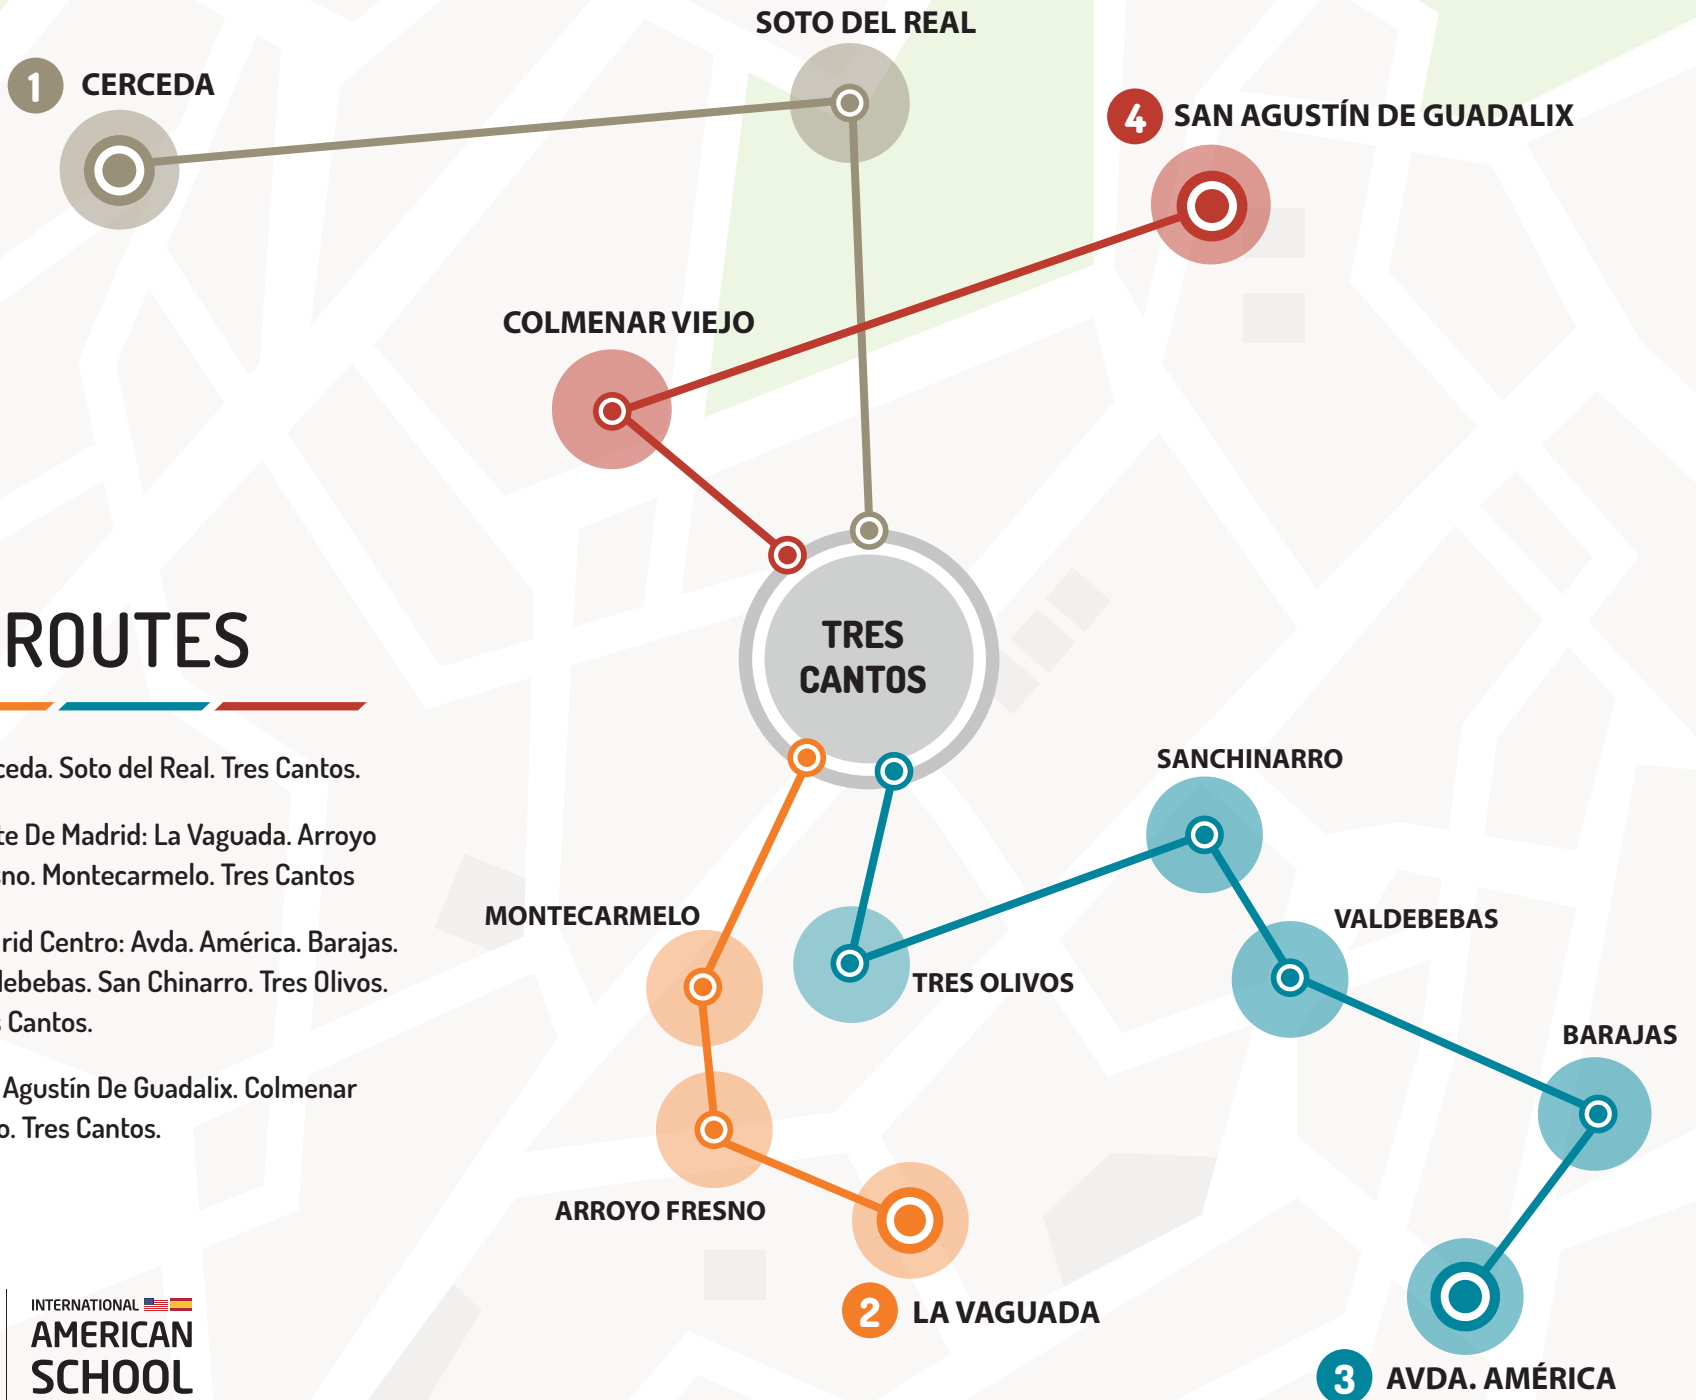 SOTO DEL REAL
1 CERCEDA
4 SAN AGUSTÍN DE GUADALIX
COLMENAR VIEJO
TRES
CANTOS
ROUTES
ceda. Soto del Real. Tres Cantos.
te De Madrid: La Vaguada. Arroyo
sno. Montecarmelo. Tres Cantos
rid Centro: Avda. América. Barajas.
debebas. San Chinarro. Tres Olivos.
s Cantos.
Agustín De Guadalix. Colmenar
o. Tres Cantos.
SANCHINARRO
MONTECARMELO
VALDEBEBAS
TRES OLIVOS
BARAJAS
ARROYO FRESNO
2 LA VAGUADA
3 AVDA. AMÉRICA
INTERNATIONAL
AMERICAN
SCHOOL